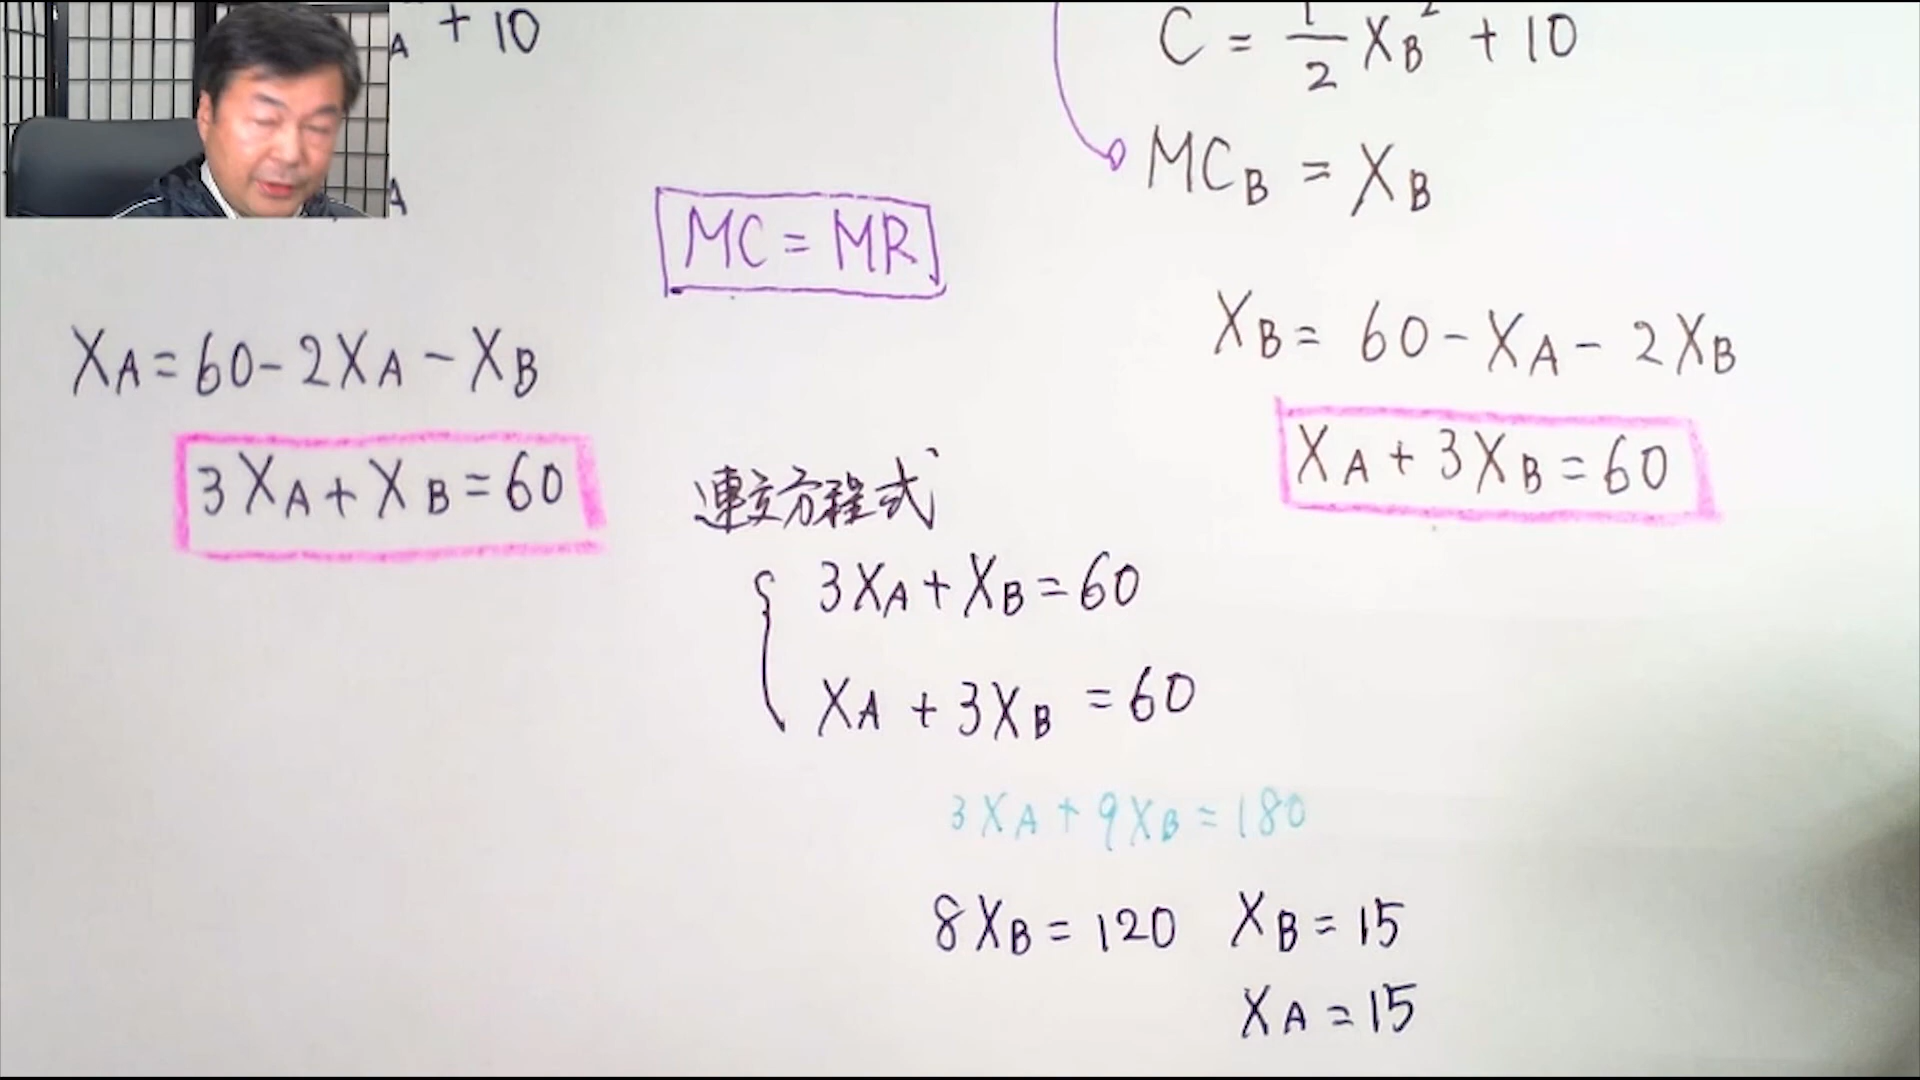 A + 10
C = 1/2 XB² + 10
MCB = XB
A
MC = MR
XA = 60 - 2XA - XB
XB = 60 - XA - 2XB
3XA + XB = 60
XA + 3XB = 60
連立方程式
3XA + XB = 60
XA + 3XB = 60
3XA + 9XB = 180
8XB = 120 XB = 15
XA = 15